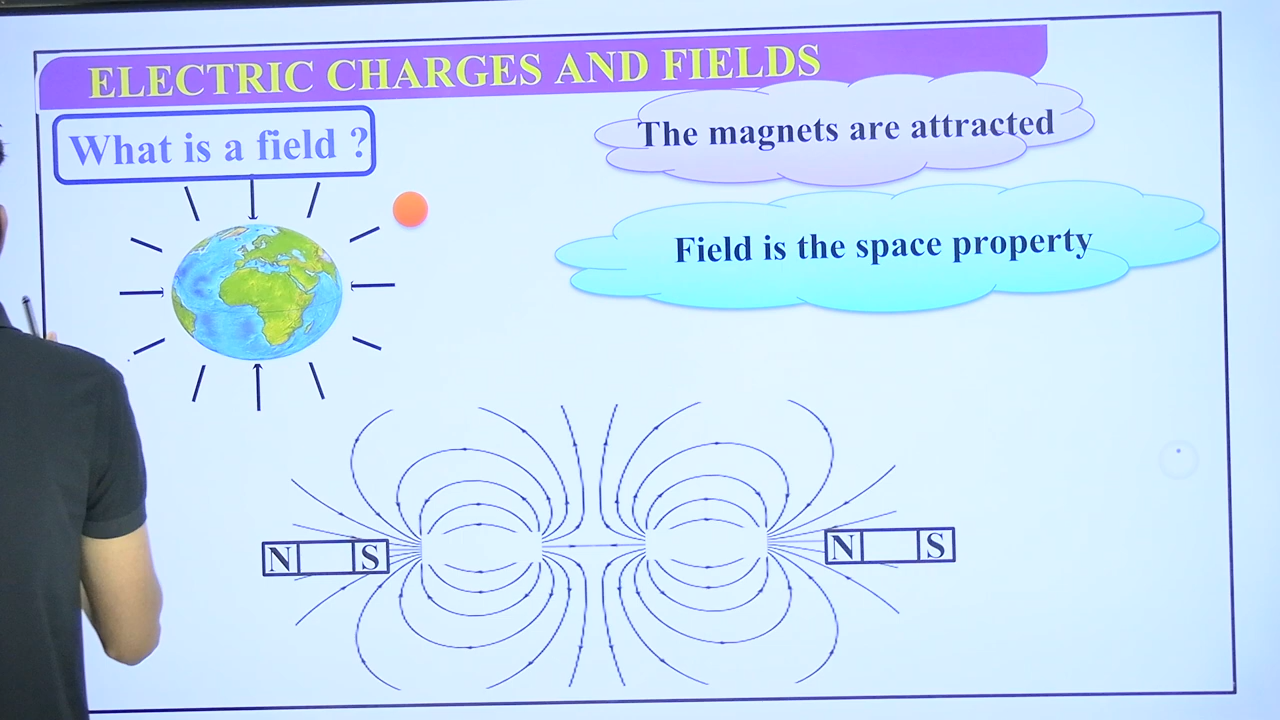 ELECTRIC CHARGES AND FIELDS
What is a field ?
The magnets are attracted
Field is the space property
N S
N S